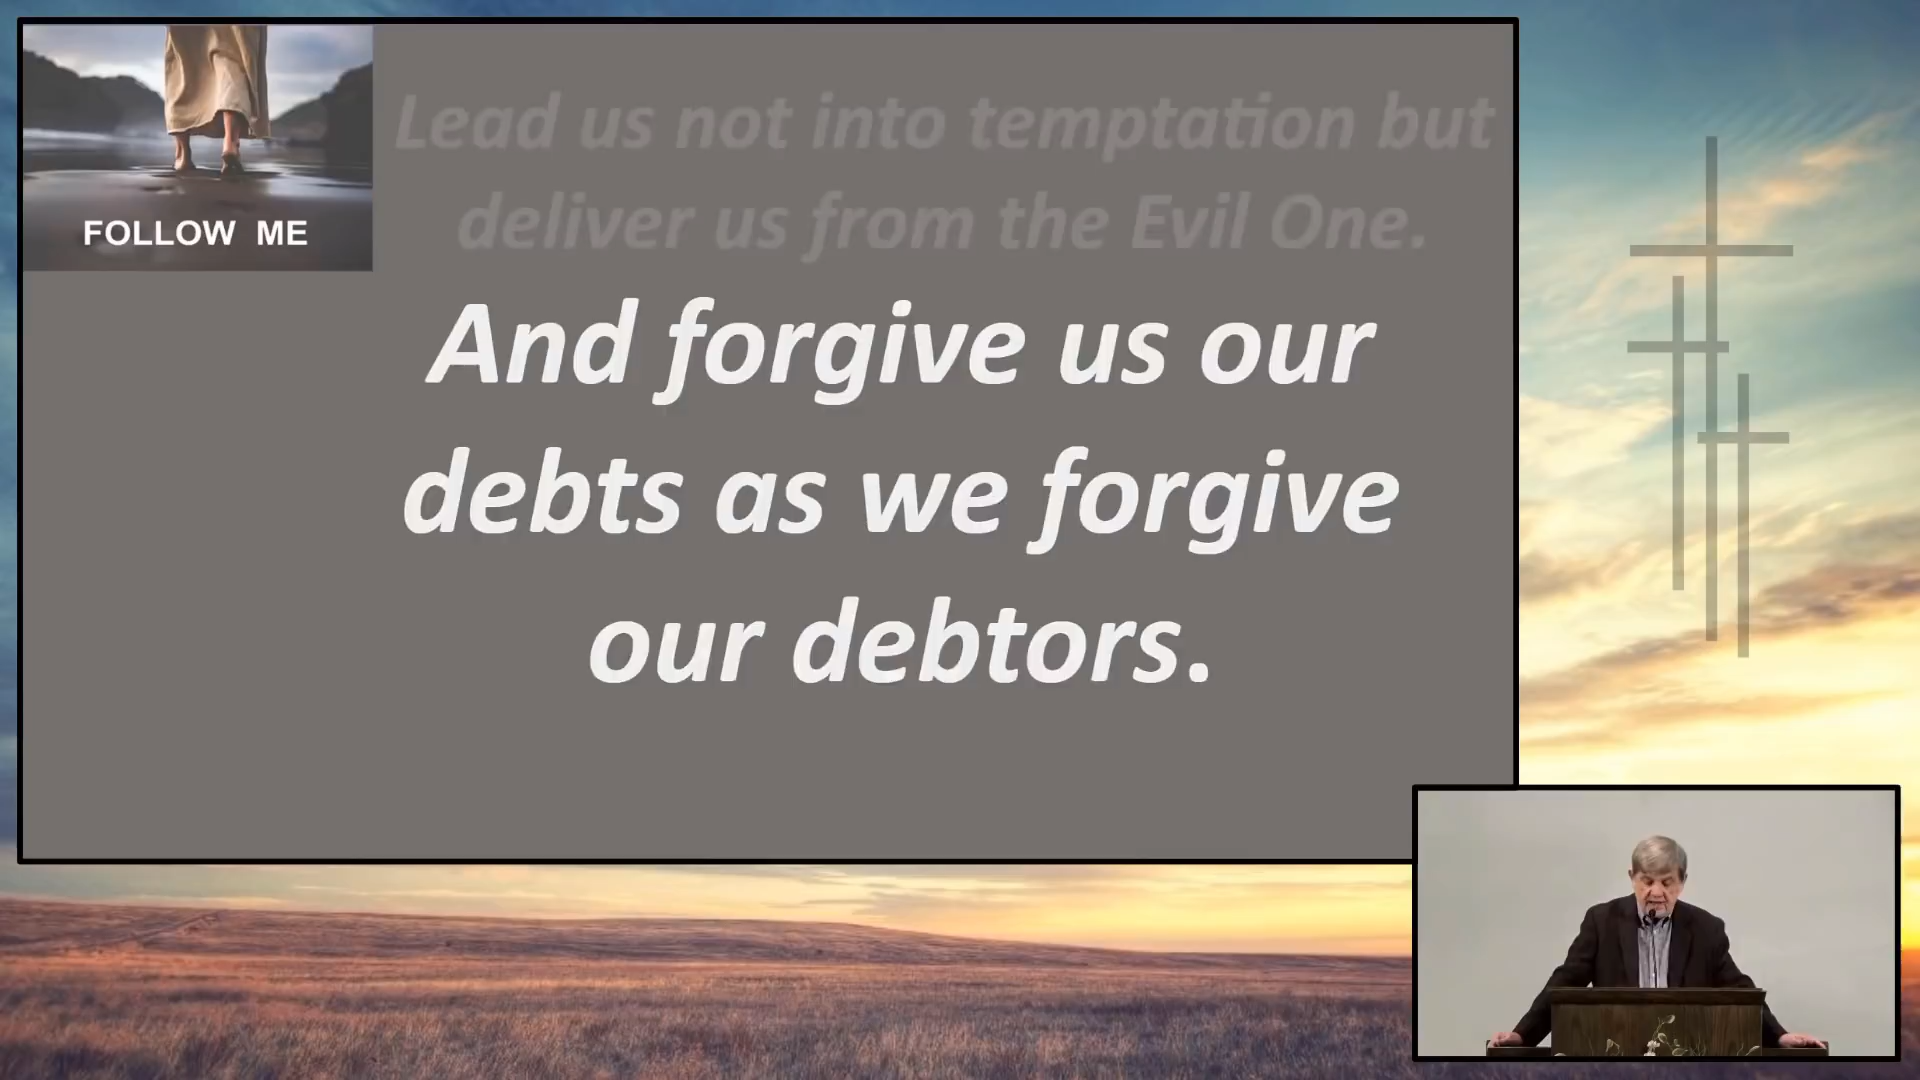 FOLLOW ME
Lead us not into temptation but
deliver us from the Evil One.
And forgive us our
debts as we forgive
our debtors.